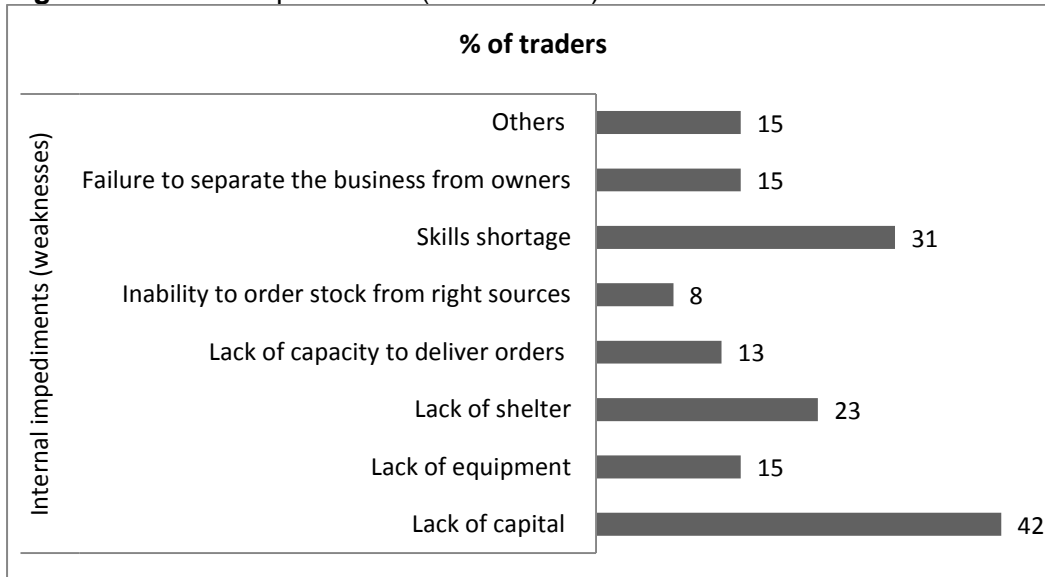 % of traders
Internal impediments (weaknesses)
Others 15
Failure to separate the business from owners 15
Skills shortage 31
Inability to order stock from right sources 8
Lack of capacity to deliver orders 13
Lack of shelter 23
Lack of equipment 15
Lack of capital 42